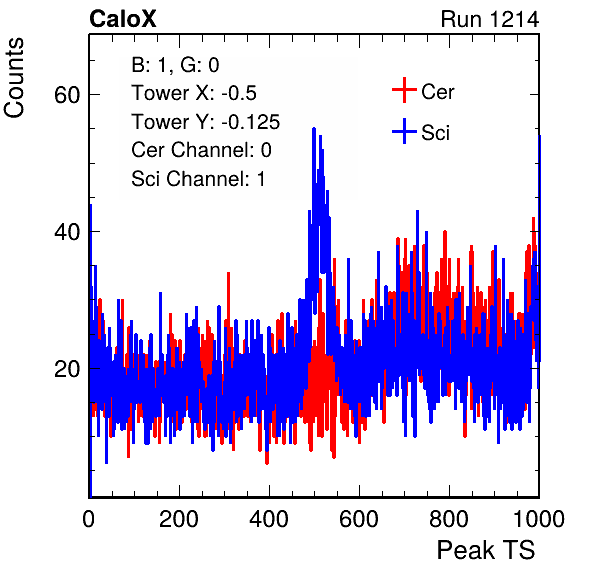 CaloX Run 1214
Counts
B: 1, G: 0
Tower X: -0.5
Tower Y: -0.125
Cer Channel: 0
Sci Channel: 1
Cer
Sci
60
40
20
0 200 400 600 800 1000
Peak TS